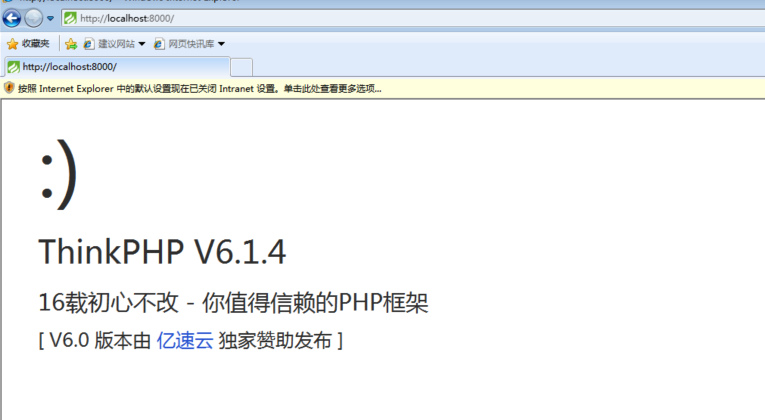 http://localhost:8000/
收藏夹 建议网站 网页快讯库
http://localhost:8000/
按照 Internet Explorer 中的默认设置现在已关闭 Intranet 设置。单击此处查看更多选项...
:)
ThinkPHP V6.1.4
16载初心不改 - 你值得信赖的PHP框架
[ V6.0 版本由 亿速云 独家赞助发布 ]